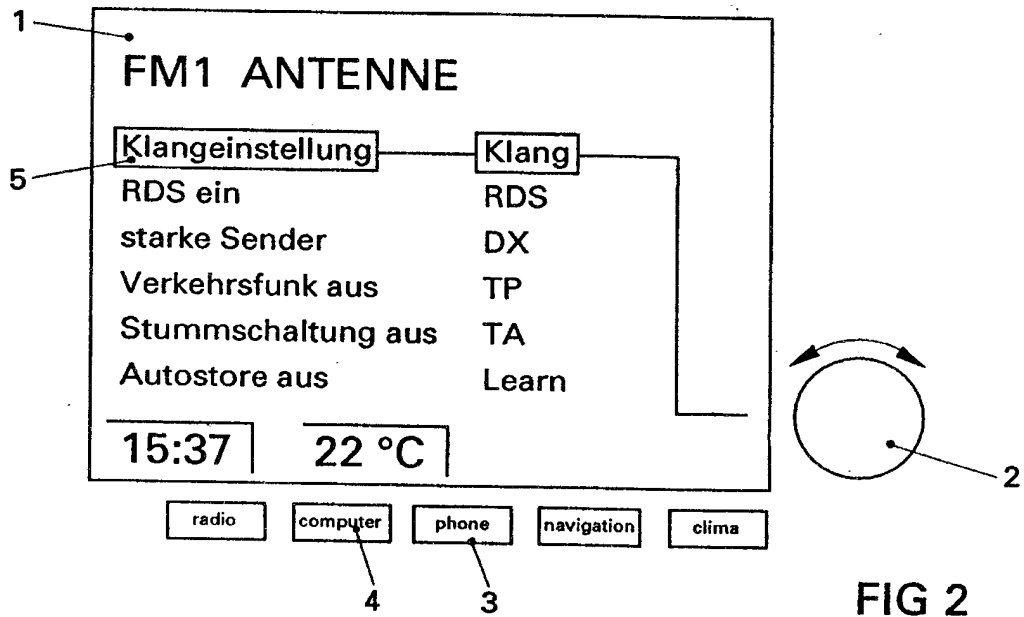 1
FM1 ANTENNE
Klangeinstellung Klang
5
RDS ein RDS
starke Sender DX
Verkehrsfunk aus TP
Stummschaltung aus TA
Autostore aus Learn
15:37 22 °C
2
radio computer phone navigation clima
4 3
FIG 2